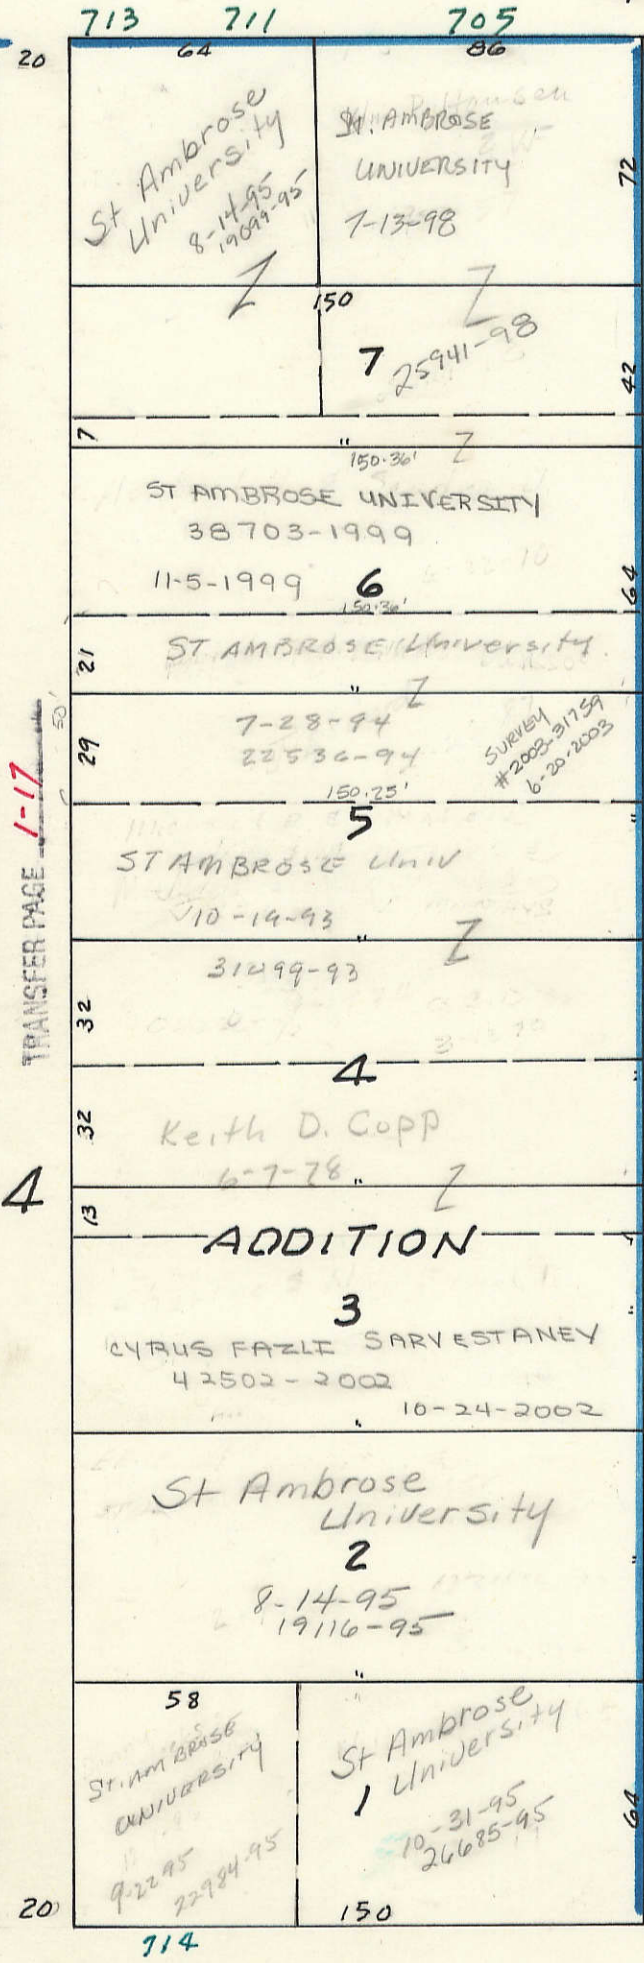 713 711 705
20 64 86
St Ambrose
University
8-14-95
19099-95
Z
St. AMBROSE
UNIVERSITY
7-13-98
72
Z
150
7
25941-98
42
7
"
150.36'
Z
ST AMBROSE UNIVERSITY
38703-1999
11-5-1999
6
150.36'
64
21
ST AMBROSE University
"
Z
50'
29
7-28-94
22536-94
SURVEY
#2003-31759
6-20-2003
150.25'
5
TRANSFER PAGE 1-17
ST AMBROSE Univ
10-19-93
"
Z
31099-93
32
4
32
Keith D. Copp
6-7-78
"
Z
4
13
ADDITION
3
"
CYRUS FAZLI SARVESTANEY
42502-2002
10-24-2002
St Ambrose
University
2
"
8-14-95
19116-95
"
58
ST. AMBROSE
UNIVERSITY
9-22-95
22984-95
St Ambrose
University
1
10-31-95
26685-95
64
20
150
714